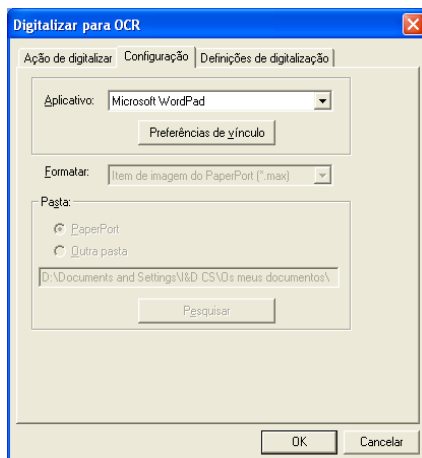 Digitalizar para OCR
Ação de digitalizar Configuração Definições de digitalização
Aplicativo: Microsoft WordPad
Preferências de vínculo
Formatar: Item de imagem do PaperPort (*.max)
Pasta:
PaperPort
Outra pasta
D:\Documents and Settings\I&D CS\Os meus documentos\
Pesquisar
OK Cancelar